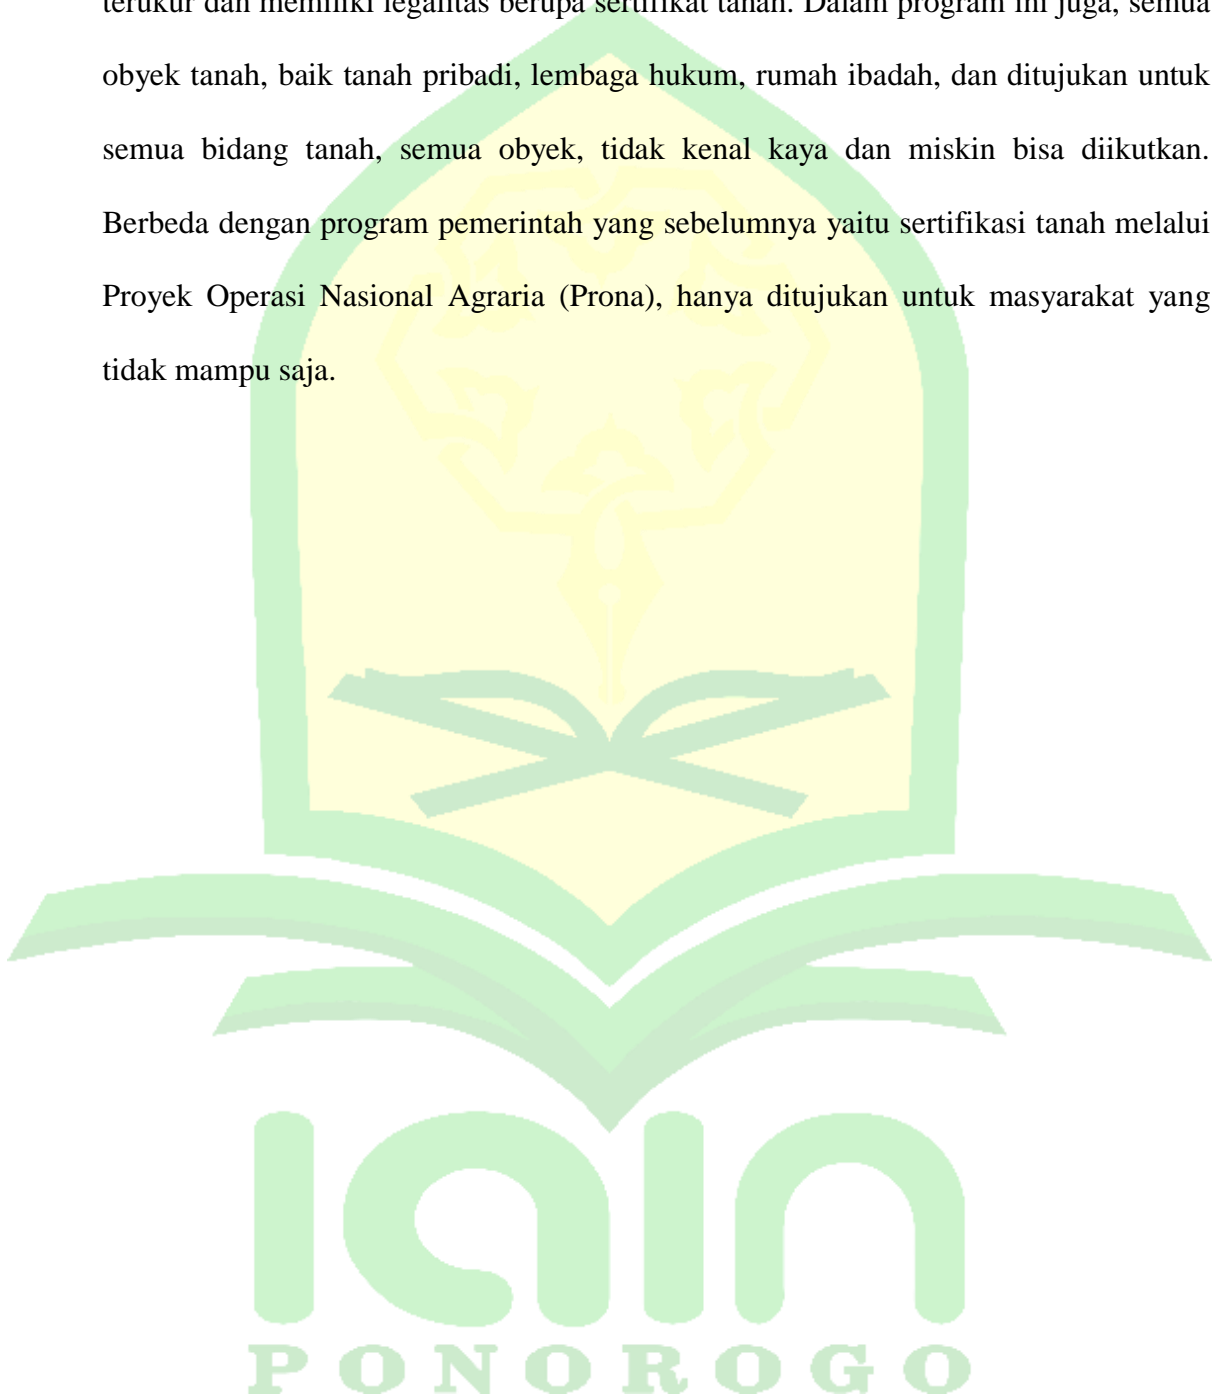 terukur dan memiliki legalitas berupa sertifikat tanah. Dalam program ini juga, semua
obyek tanah, baik tanah pribadi, lembaga hukum, rumah ibadah, dan ditujukan untuk
semua bidang tanah, semua obyek, tidak kenal kaya dan miskin bisa diikutkan.
Berbeda dengan program pemerintah yang sebelumnya yaitu sertifikasi tanah melalui
Proyek Operasi Nasional Agraria (Prona), hanya ditujukan untuk masyarakat yang
tidak mampu saja.
iain
PONOROGO